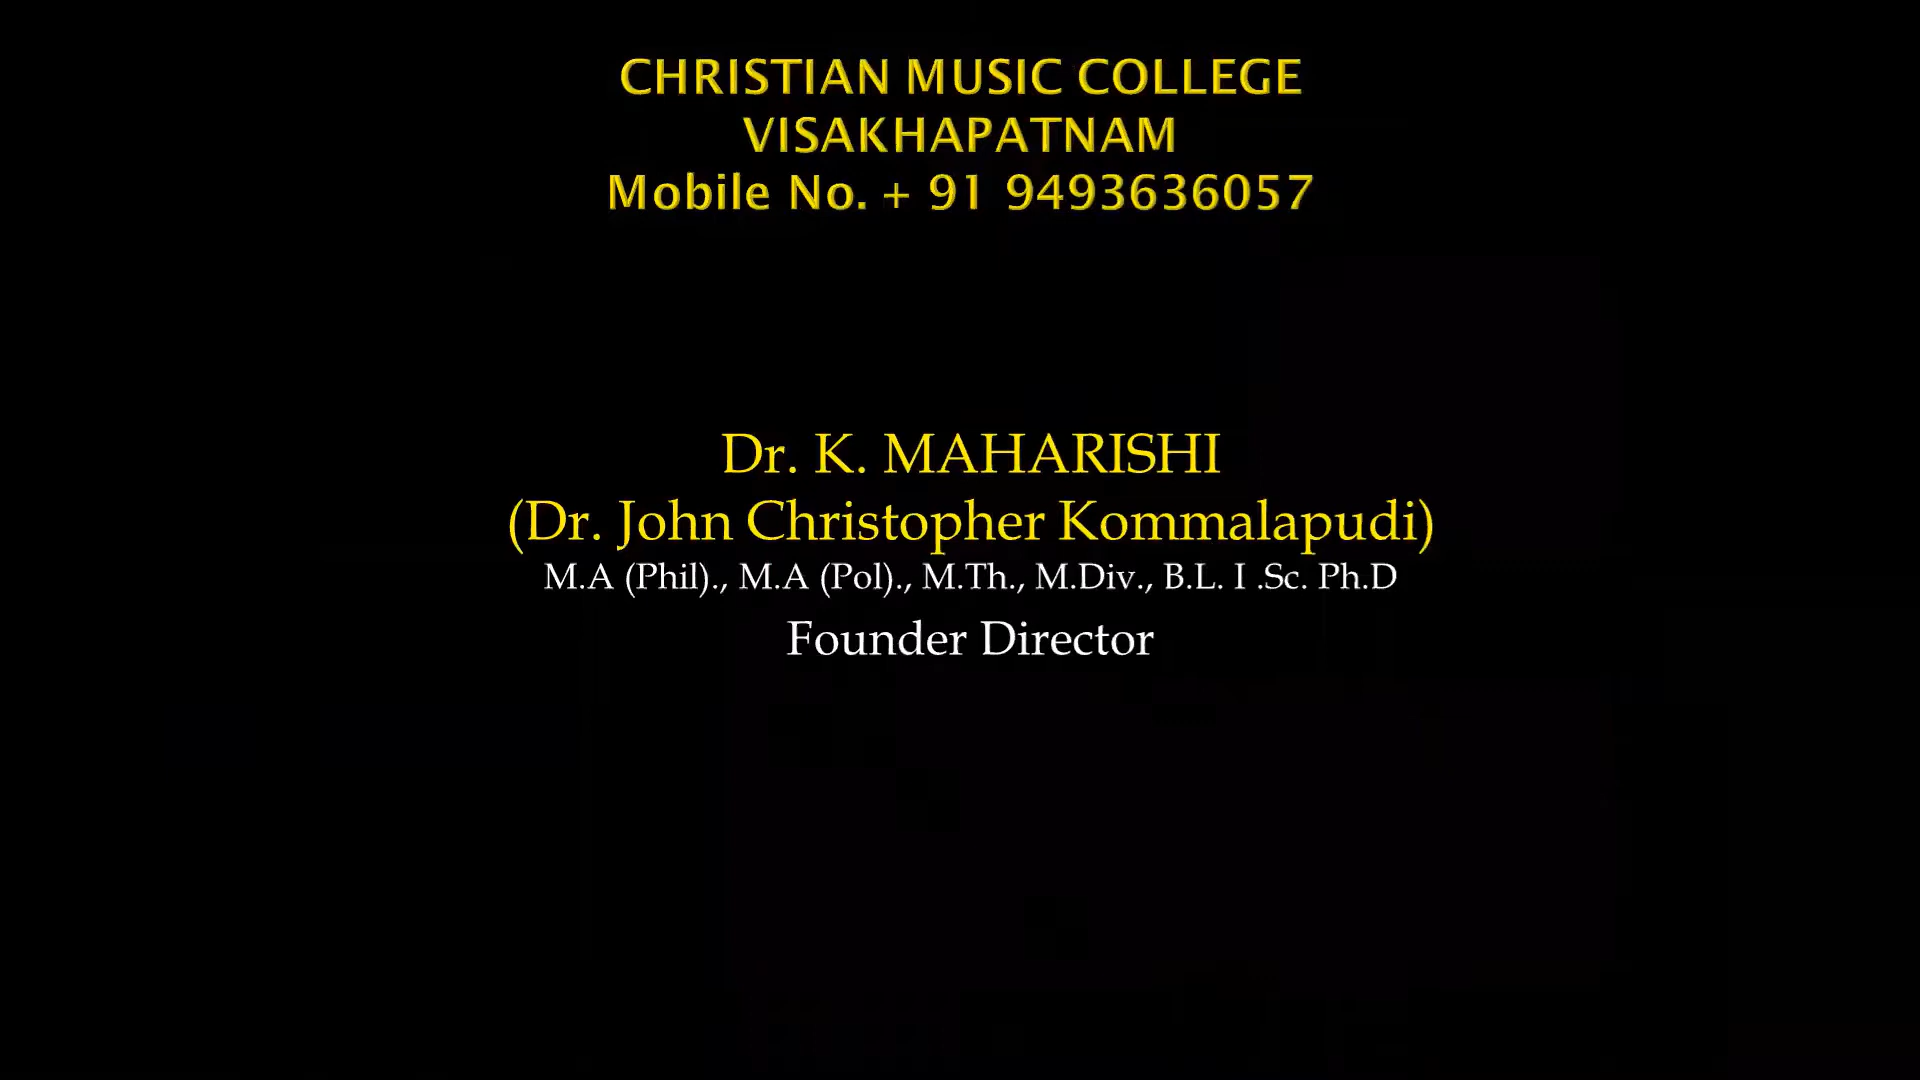 CHRISTIAN MUSIC COLLEGE
VISAKHAPATNAM
Mobile No. + 91 9493636057
Dr. K. MAHARISHI
(Dr. John Christopher Kommalapudi)
M.A (Phil)., M.A (Pol)., M.Th., M.Div., B.L. I .Sc. Ph.D
Founder Director